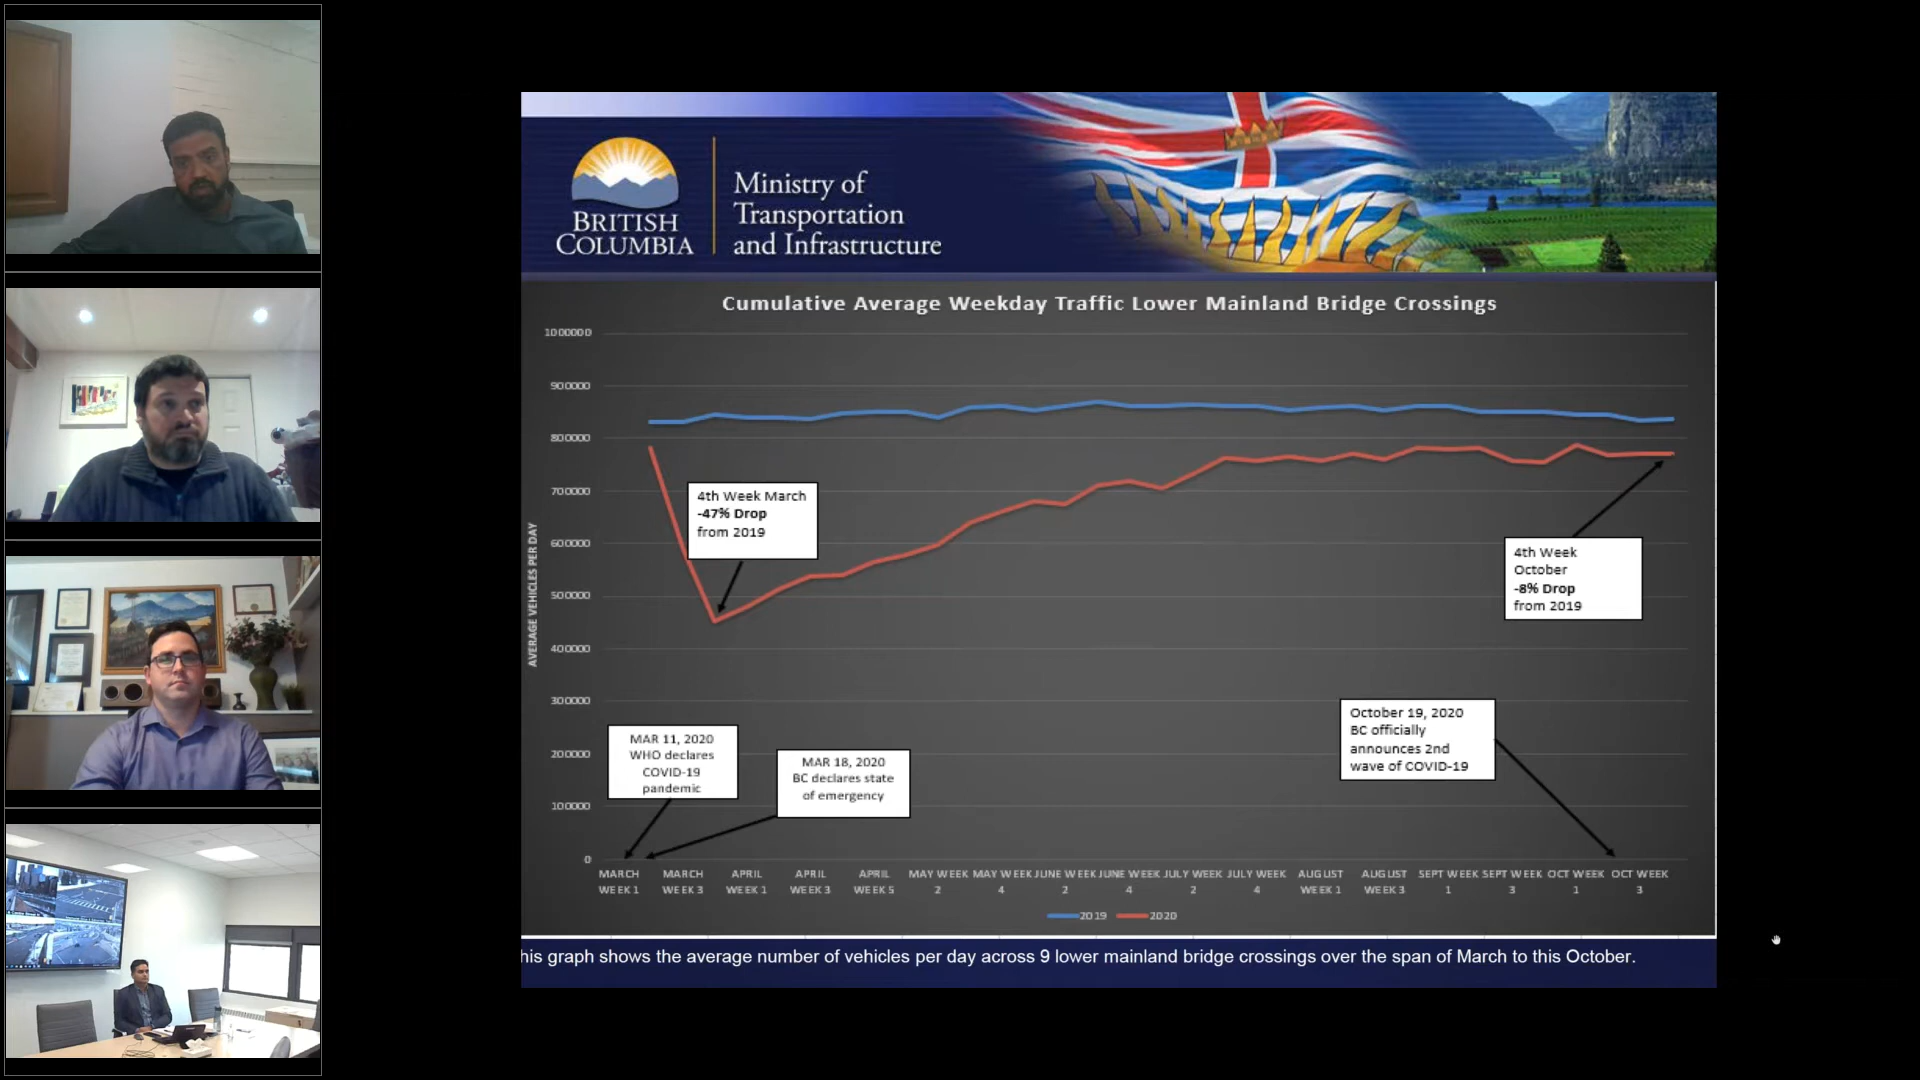 BRITISH
COLUMBIA
Ministry of
Transportation
and Infrastructure
Cumulative Average Weekday Traffic Lower Mainland Bridge Crossings
AVERAGE VEHICLES PER DAY
1000000
900000
800000
700000
600000
500000
400000
300000
200000
100000
0
4th Week March
-47% Drop
from 2019
4th Week
October
-8% Drop
from 2019
October 19, 2020
BC officially
announces 2nd
wave of COVID-19
MAR 11, 2020
WHO declares
COVID-19
pandemic
MAR 18, 2020
BC declares state
of emergency
MARCH WEEK 1
MARCH WEEK 3
APRIL WEEK 1
APRIL WEEK 3
APRIL WEEK 5
MAY WEEK 2
MAY WEEK 4
JUNE WEEK 2
JUNE WEEK 4
JULY WEEK 2
JULY WEEK 4
AUGUST WEEK 1
AUGUST WEEK 3
SEPT WEEK 1
SEPT WEEK 3
OCT WEEK 1
OCT WEEK 3
2019
2020
his graph shows the average number of vehicles per day across 9 lower mainland bridge crossings over the span of March to this October.